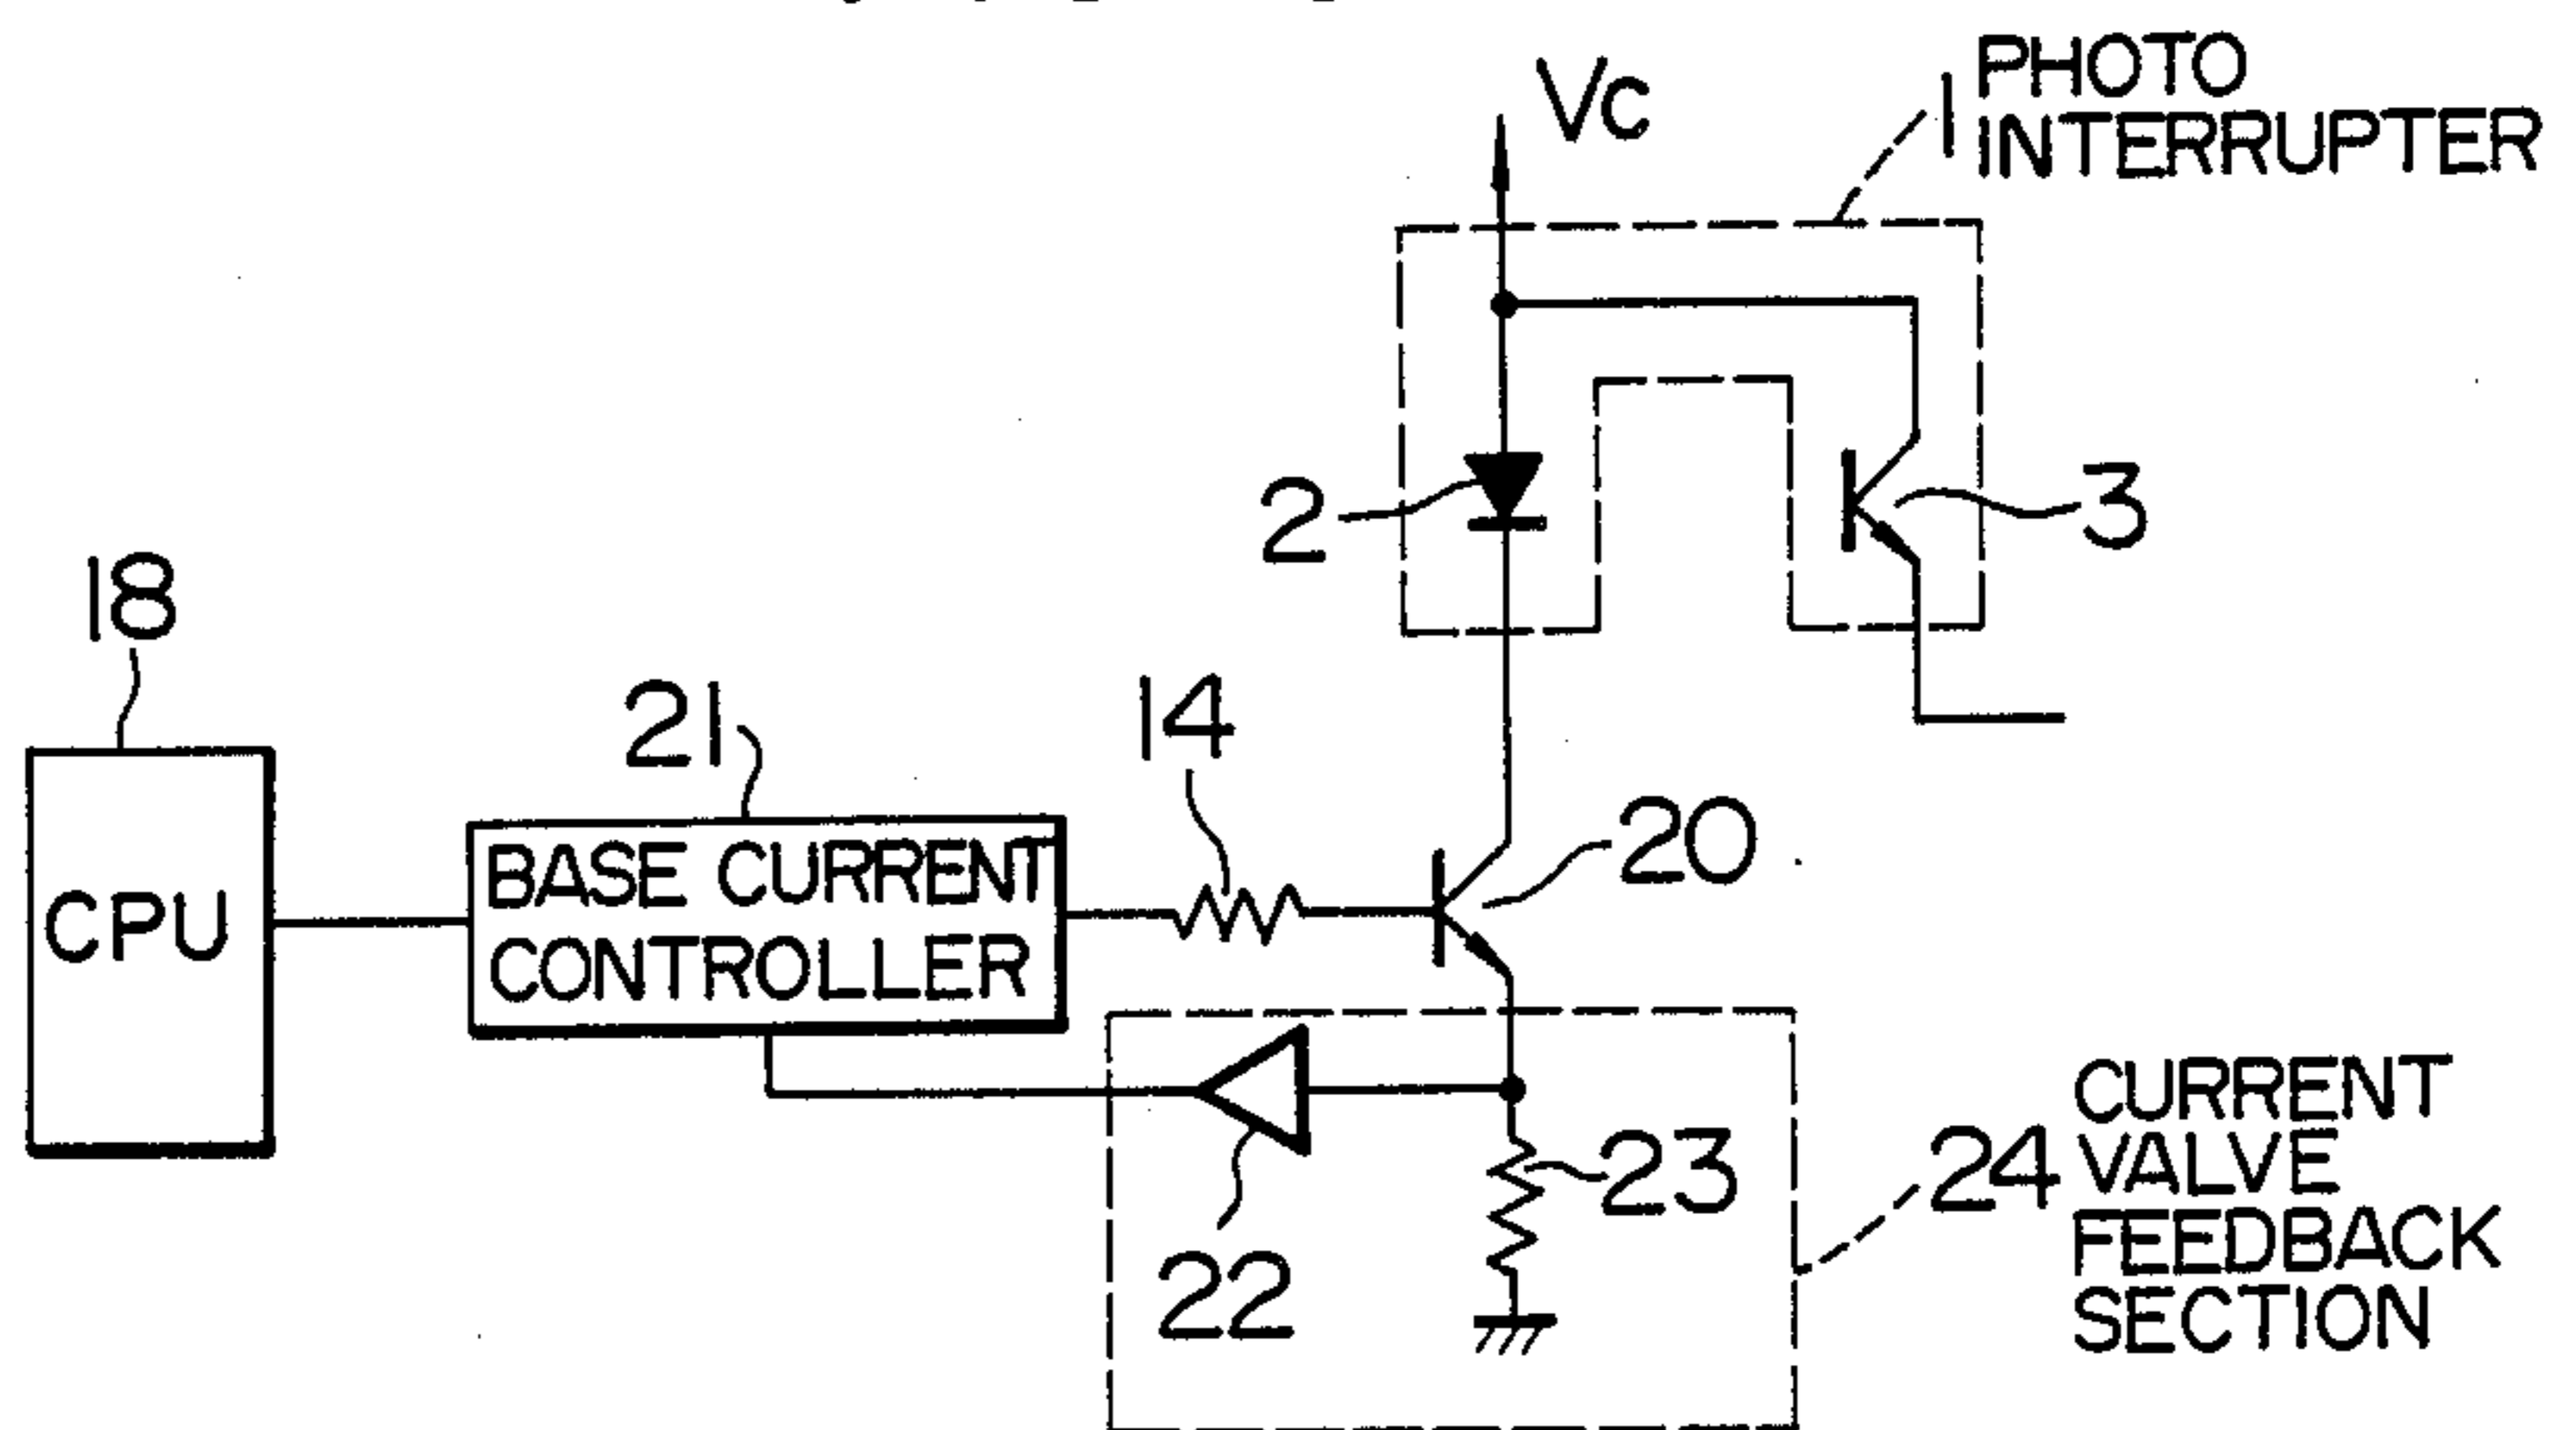 Vc
1 PHOTO
INTERRUPTER
2
3
18
21
14
20
CPU
BASE CURRENT
CONTROLLER
22
23
24 CURRENT
VALVE
FEEDBACK
SECTION